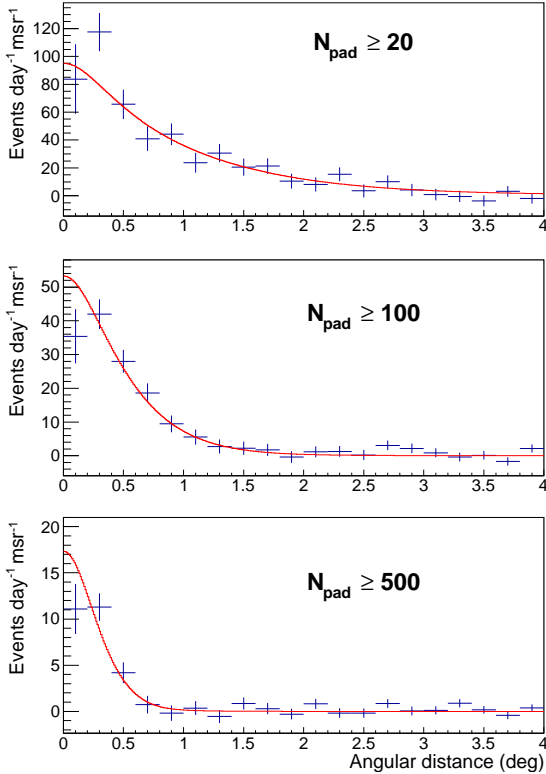 Events day⁻¹ msr⁻¹
N_pad ≥ 20
120
100
80
60
40
20
0
0 0.5 1 1.5 2 2.5 3 3.5 4
Events day⁻¹ msr⁻¹
N_pad ≥ 100
50
40
30
20
10
0
0 0.5 1 1.5 2 2.5 3 3.5 4
Events day⁻¹ msr⁻¹
N_pad ≥ 500
20
15
10
5
0
0 0.5 1 1.5 2 2.5 3 3.5 4
Angular distance (deg)